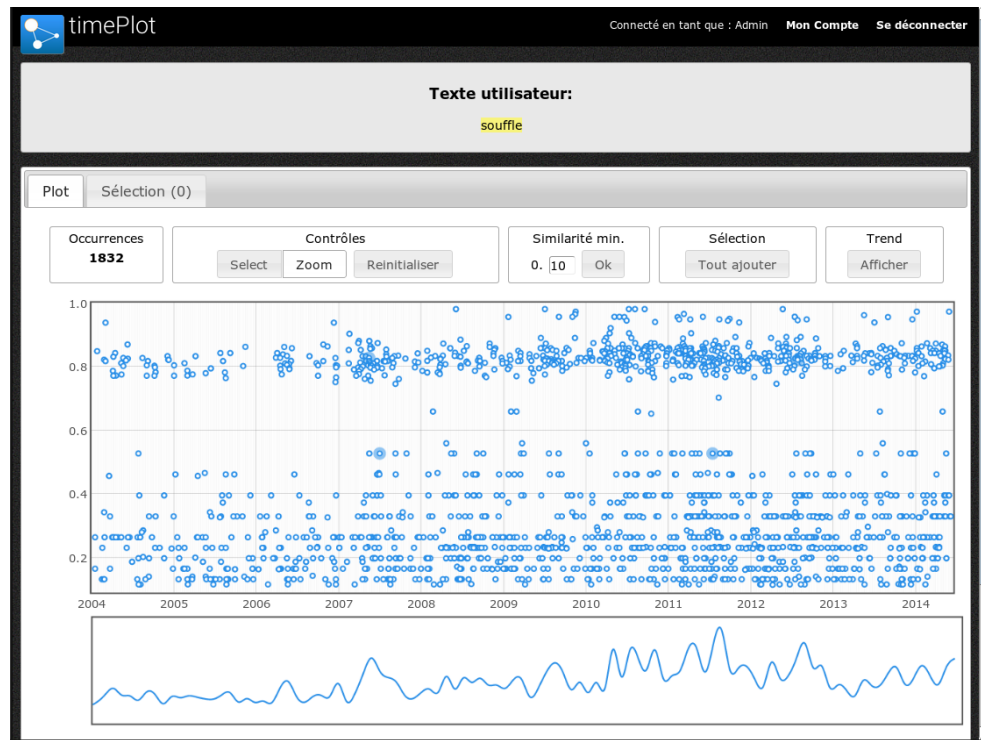 timePlot
Connecté en tant que : Admin Mon Compte Se déconnecter
Texte utilisateur:
souffle
Plot Sélection (0)
Occurrences Contrôles Similarité min. Sélection Trend
1832 Select Zoom Reinitialiser 0. 10 Ok Tout ajouter Afficher
1.0
0.8
0.6
0.4
0.2
2004 2005 2006 2007 2008 2009 2010 2011 2012 2013 2014